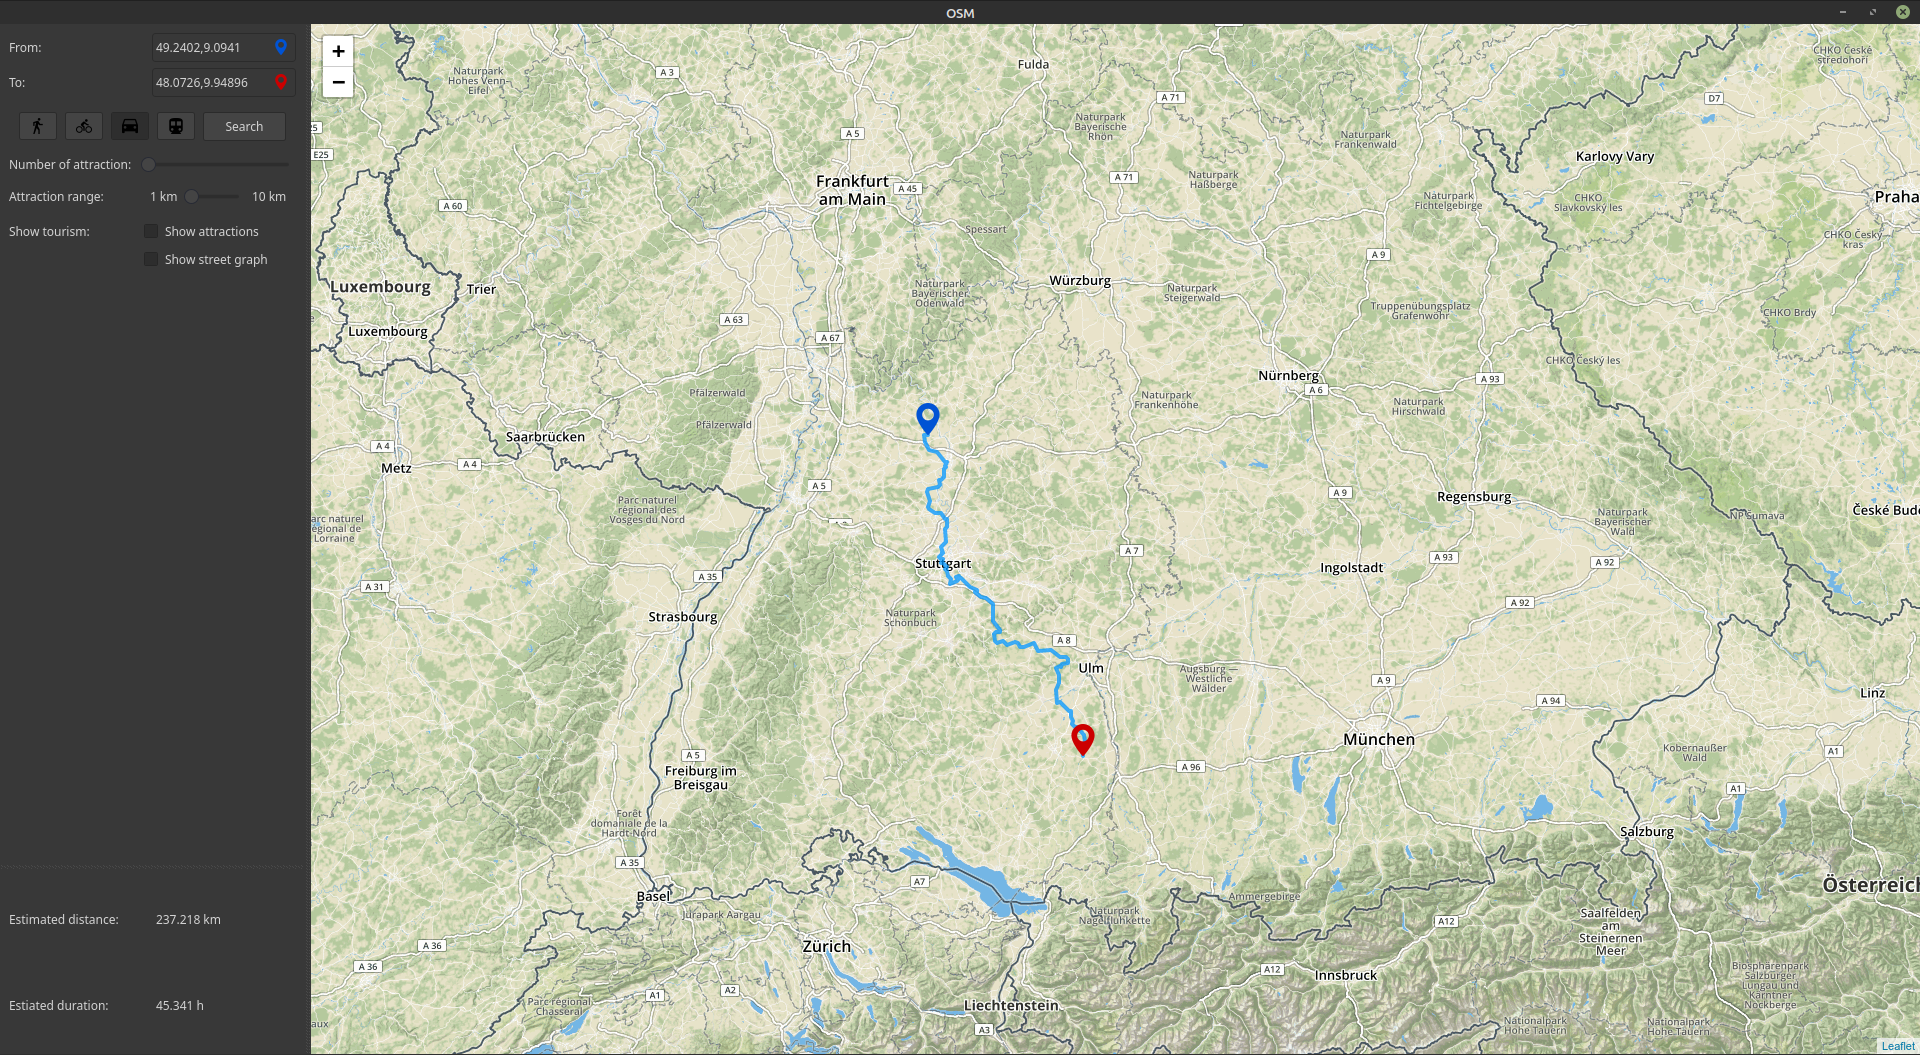 OSM
From:
49.2402,9.0941
To:
48.0726,9.94896
Search
Number of attraction:
Attraction range:
1 km
10 km
Show tourism:
Show attractions
Show street graph
Estimated distance:
237.218 km
Estiated duration:
45.341 h
+
−
Naturpark
Hohes Venn-
Eifel
A 3
Fulda
A 71
CHKO České
středohoří
D7
25
E25
A 5
Naturpark
Bayerische
Rhön
Naturpark
Frankenwald
Karlovy Vary
Frankfurt
am Main
A 45
A 71
Naturpark
Haßberge
Naturpark
Fichtelgebirge
CHKO
Slavkovský les
Praha
A 60
Spessart
CHKO Český
kras
A 9
Luxembourg
Trier
Naturpark
Bayerischer
Odenwald
Würzburg
Naturpark
Steigerwald
Truppenübungsplatz
Grafenwöhr
CHKO Brdy
Luxembourg
A 63
A 67
CHKO Český les
Pfälzerwald
Nürnberg
A 6
A 93
Naturpark
Frankenhöhe
Naturpark
Hirschwald
Pfälzerwald
Saarbrücken
A 4
Metz
A 4
A 5
A 9
Regensburg
Parc naturel
régional des
Vosges du Nord
arc naturel
égional de
Lorraine
Naturpark
Bayerischer
Wald
NP Šumava
České Bude
A 7
A 93
A 92
Stuttgart
Ingolstadt
A 31
A 35
Strasbourg
Naturpark
Schönbuch
A 92
A 8
Ulm
Augsburg —
Westliche
Wälder
A 9
A 94
Linz
München
Kobernaußer
Wald
A1
A 5
Freiburg im
Breisgau
A 96
A1
Forêt
domaniale de la
Hardt-Nord
Salzburg
A 35
A7
Österreich
Basel
Jurapark Aargau
Ammergebirge
Naturpark
Nagelfluhkette
A12
Saalfelden
am
Steinernen
Meer
A 36
Zürich
A 36
A12
Innsbruck
Biosphärenpark
Salzburger
Lungau und
Kärntner
Nockberge
A1
A2
Parc régional
Chasseral
Liechtenstein
aux
A3
Nationalpark
Hohe Tauern
Nationalpark
Hohe Tauern
Leaflet